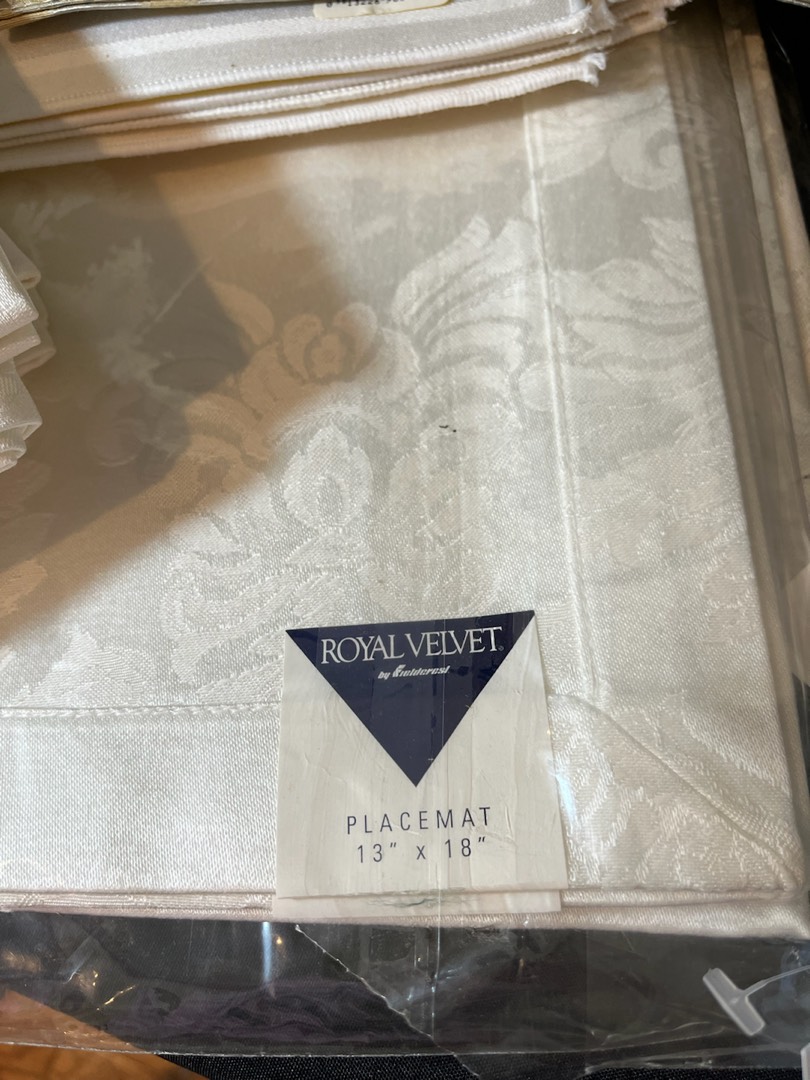 ROYAL VELVET®
by Fieldcrest
PLACEMAT
13" x 18"